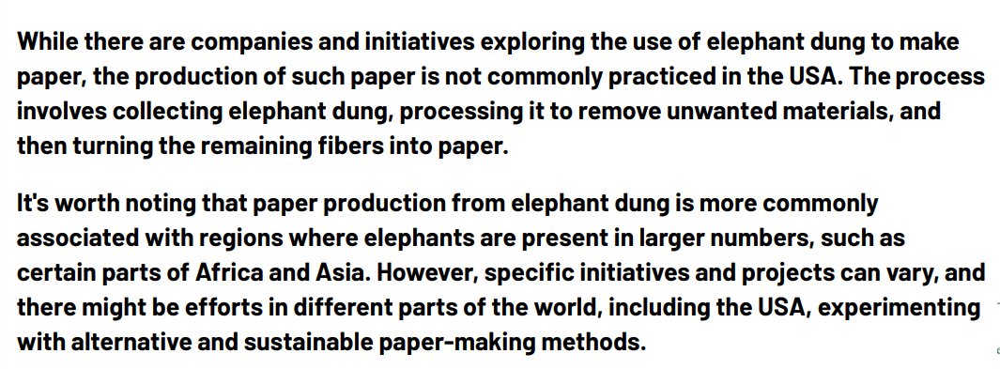 While there are companies and initiatives exploring the use of elephant dung to make
paper, the production of such paper is not commonly practiced in the USA. The process
involves collecting elephant dung, processing it to remove unwanted materials, and
then turning the remaining fibers into paper.
It's worth noting that paper production from elephant dung is more commonly
associated with regions where elephants are present in larger numbers, such as
certain parts of Africa and Asia. However, specific initiatives and projects can vary, and
there might be efforts in different parts of the world, including the USA, experimenting
with alternative and sustainable paper-making methods.